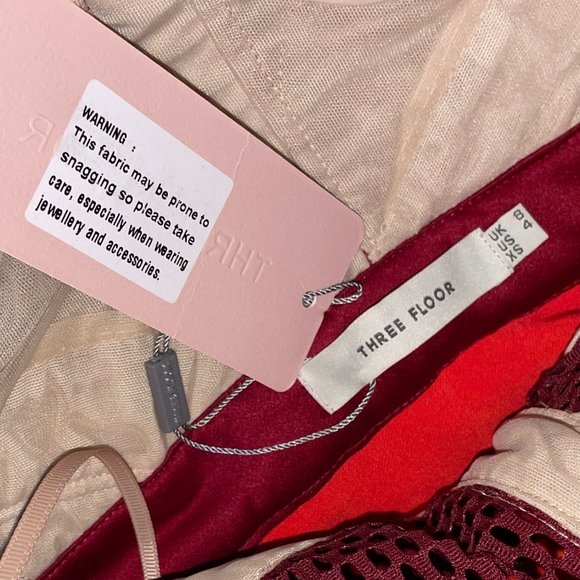 WARNING :
This fabric may be prone to
snagging so please take
care, especially when wearing
jewellery and accessories.
THR
THREE FLOOR
UK 8
US 4
XS